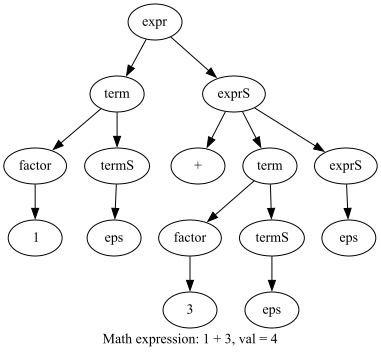 expr
term exprS
factor termS + term exprS
1 eps factor termS eps
3 eps
Math expression: 1 + 3, val = 4